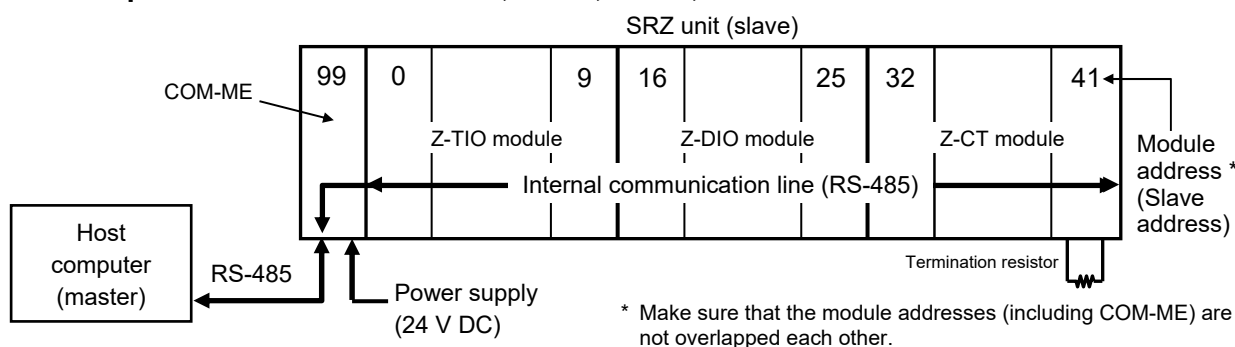 SRZ unit (slave)
99 0 9 16 25 32 41
COM-ME
Z-TIO module Z-DIO module Z-CT module
Module
address *
(Slave
address)
Internal communication line (RS-485)
Host
computer
(master)
RS-485
Termination resistor
Power supply
(24 V DC)
* Make sure that the module addresses (including COM-ME) are
not overlapped each other.